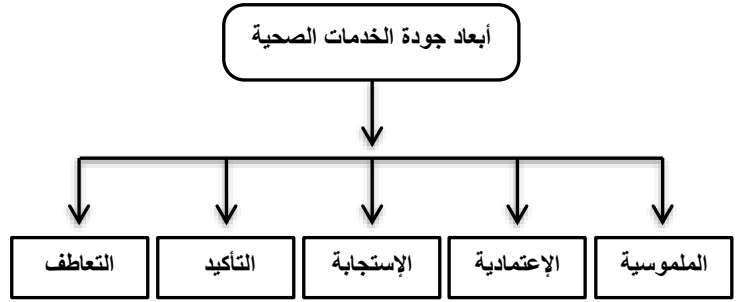 أبعاد جودة الخدمات الصحية
الملموسية
الإعتمادية
الإستجابة
التأكيد
التعاطف